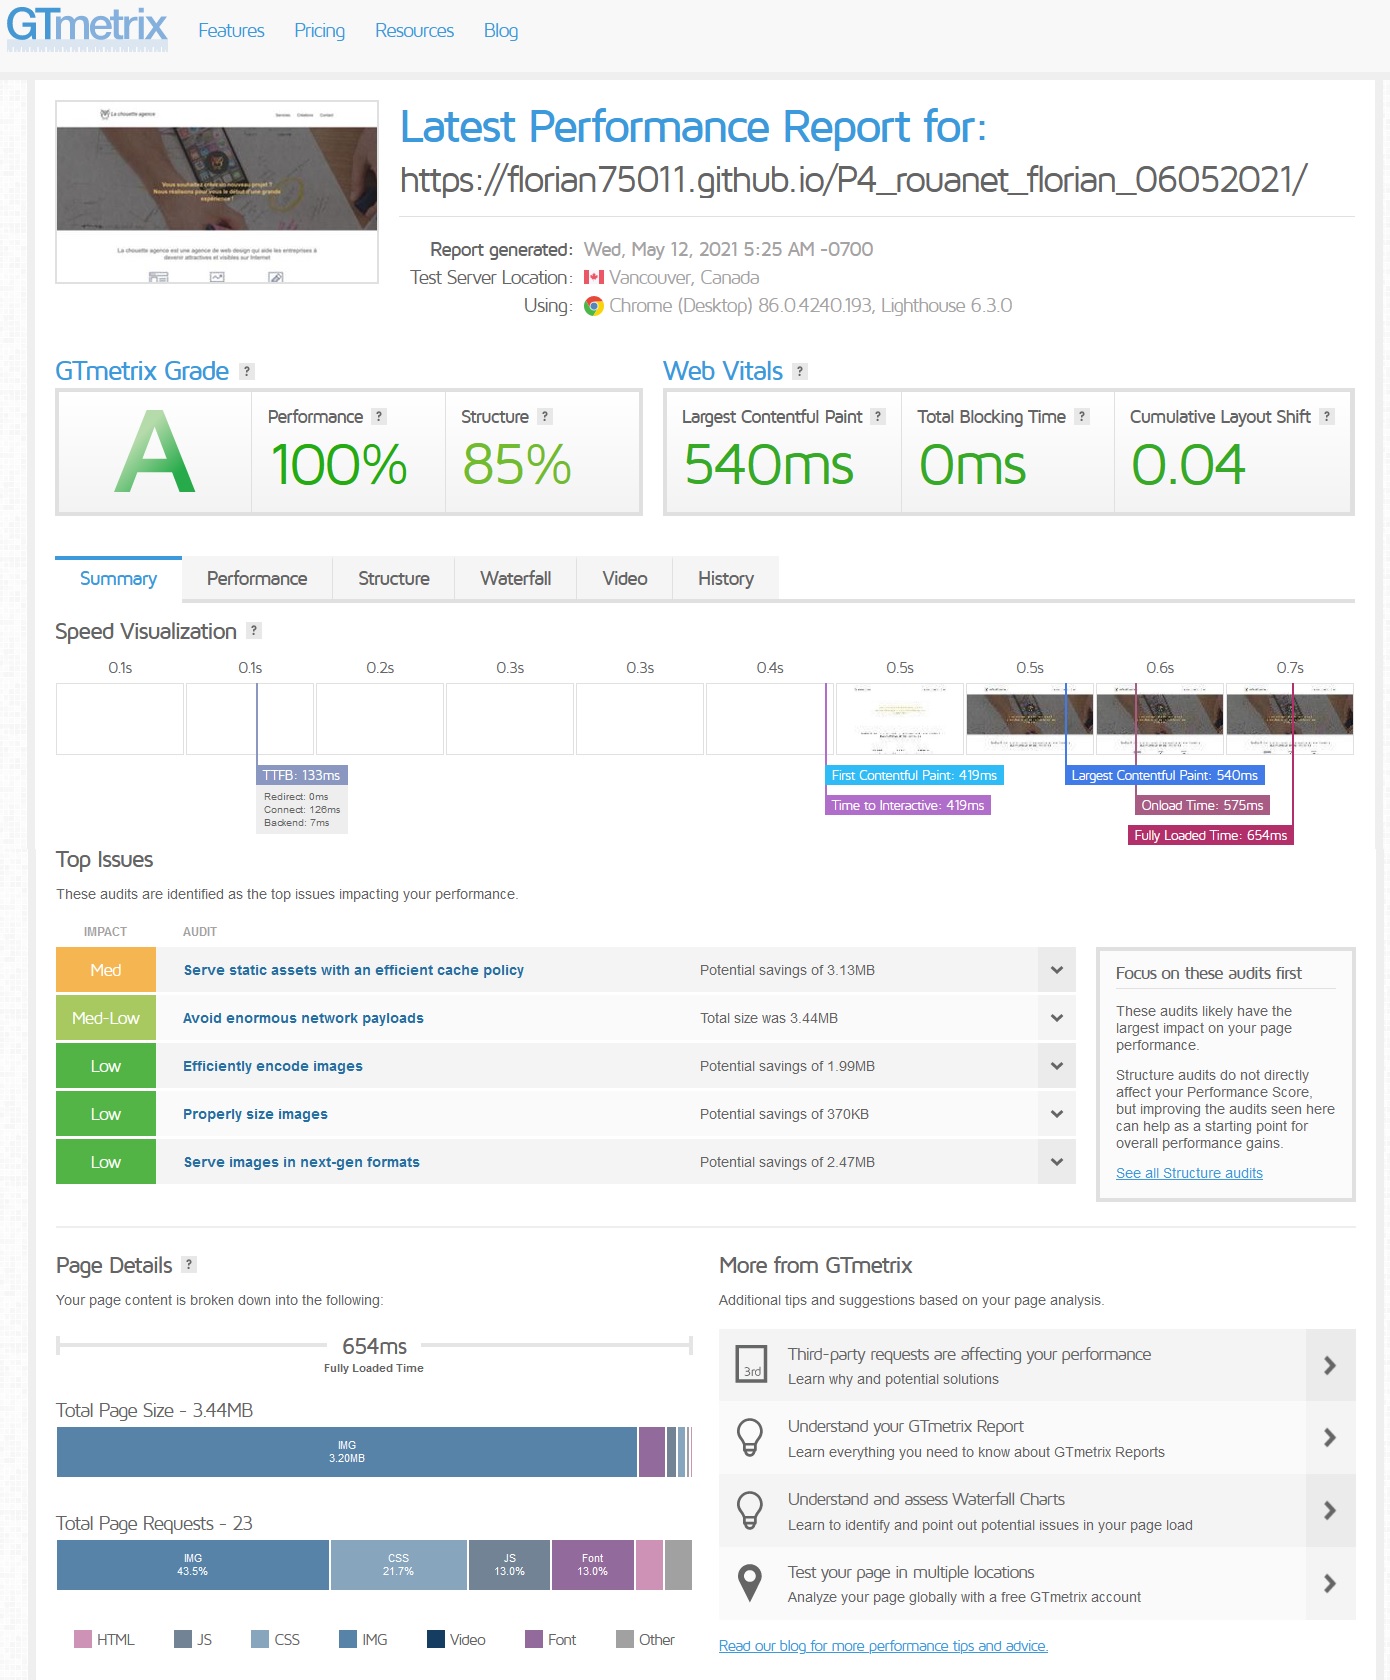 GTmetrix
Features Pricing Resources Blog
La chouette agence
Services Créations Contact
Vous souhaitez créer un nouveau projet ?
Nous réalisons pour vous le début d'une grande
expérience !
La chouette agence est une agence de web design qui aide les entreprises à
devenir attractives et visibles sur Internet
Latest Performance Report for:
https://florian75011.github.io/P4_rouanet_florian_06052021/
Report generated: Wed, May 12, 2021 5:25 AM -0700
Test Server Location: Vancouver, Canada
Using: Chrome (Desktop) 86.0.4240.193, Lighthouse 6.3.0
GTmetrix Grade ?
A
Performance ?
100%
Structure ?
85%
Web Vitals ?
Largest Contentful Paint ?
540ms
Total Blocking Time ?
0ms
Cumulative Layout Shift ?
0.04
Summary Performance Structure Waterfall Video History
Speed Visualization ?
0.1s 0.1s 0.2s 0.3s 0.3s 0.4s 0.5s 0.5s 0.6s 0.7s
TTFB: 133ms
Redirect: 0ms
Connect: 126ms
Backend: 7ms
First Contentful Paint: 419ms
Time to Interactive: 419ms
Largest Contentful Paint: 540ms
Onload Time: 575ms
Fully Loaded Time: 654ms
Top Issues
These audits are identified as the top issues impacting your performance.
IMPACT AUDIT
Med Serve static assets with an efficient cache policy Potential savings of 3.13MB
Med-Low Avoid enormous network payloads Total size was 3.44MB
Low Efficiently encode images Potential savings of 1.99MB
Low Properly size images Potential savings of 370KB
Low Serve images in next-gen formats Potential savings of 2.47MB
Focus on these audits first
These audits likely have the
largest impact on your page
performance.
Structure audits do not directly
affect your Performance Score,
but improving the audits seen here
can help as a starting point for
overall performance gains.
See all Structure audits
Page Details ?
Your page content is broken down into the following:
654ms
Fully Loaded Time
Total Page Size - 3.44MB
IMG
3.20MB
Total Page Requests - 23
IMG
43.5%
CSS
21.7%
JS
13.0%
Font
13.0%
HTML JS CSS IMG Video Font Other
More from GTmetrix
Additional tips and suggestions based on your page analysis.
3rd
Third-party requests are affecting your performance
Learn why and potential solutions
Understand your GTmetrix Report
Learn everything you need to know about GTmetrix Reports
Understand and assess Waterfall Charts
Learn to identify and point out potential issues in your page load
Test your page in multiple locations
Analyze your page globally with a free GTmetrix account
Read our blog for more performance tips and advice.